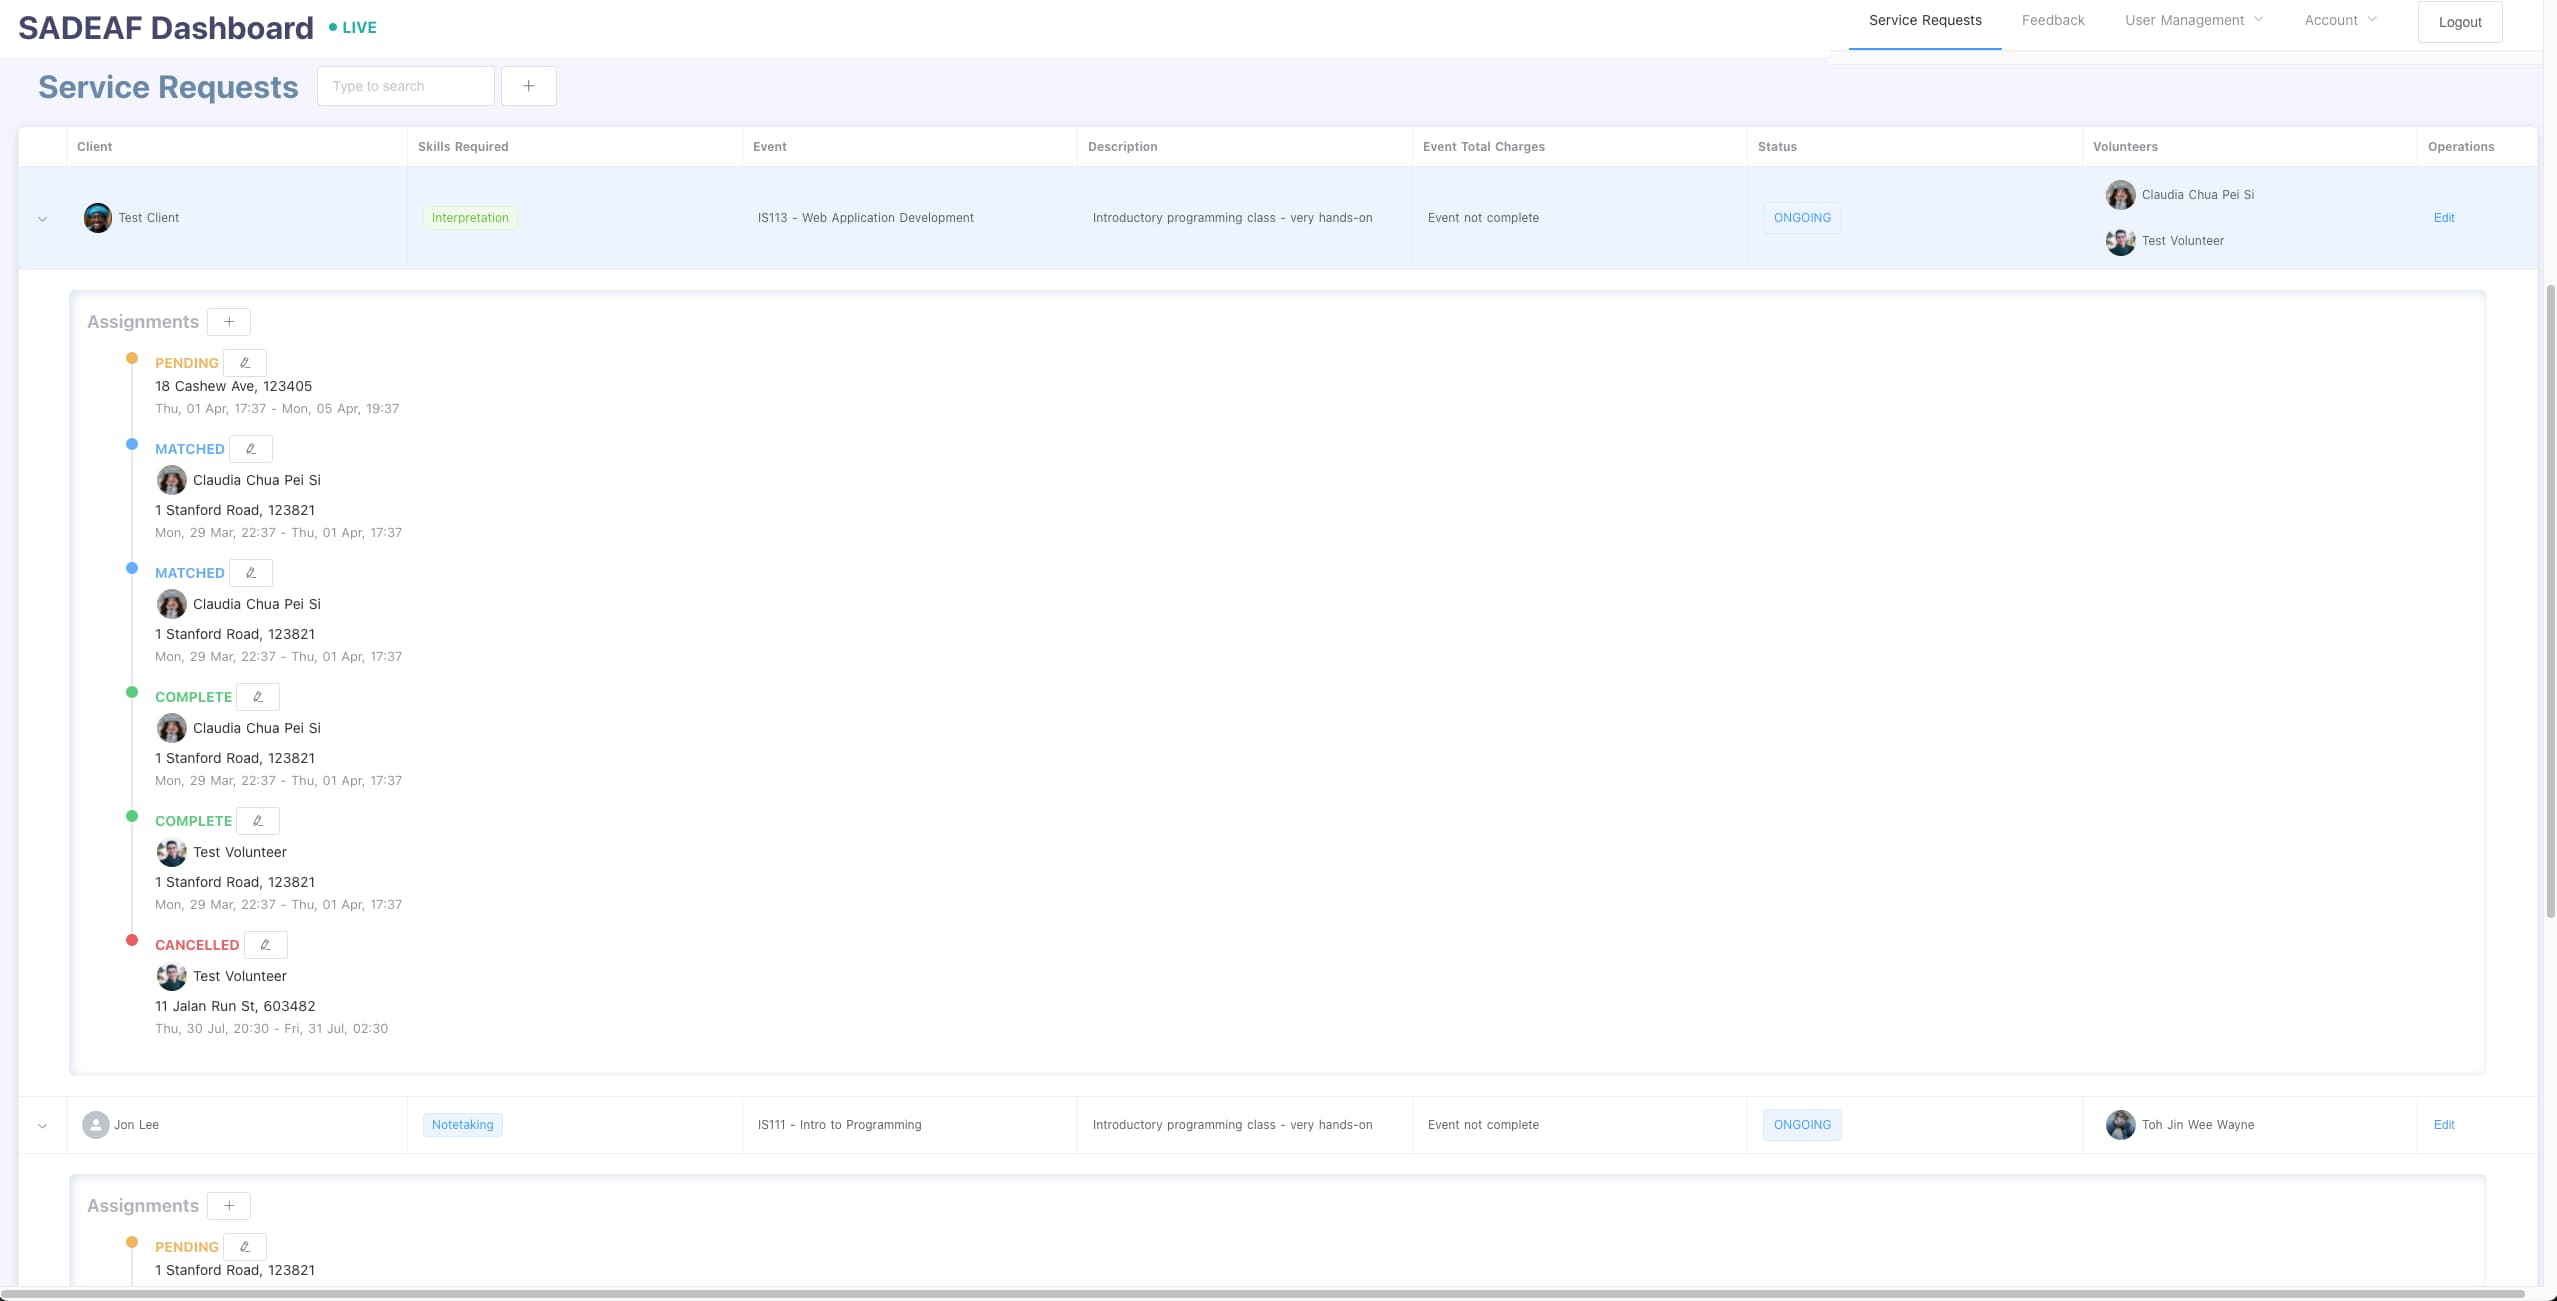 SADEAF Dashboard LIVE Service Requests Feedback User Management Account Logout
Service Requests Type to search
Client Skills Required Event Description Event Total Charges Status Volunteers Operations
Test Client Interpretation IS113 - Web Application Development Introductory programming class - very hands-on Event not complete ONGOING Claudia Chua Pei Si Edit
Test Volunteer
Assignments
PENDING
18 Cashew Ave, 123405
Thu, 01 Apr, 17:37 - Mon, 05 Apr, 19:37
MATCHED
Claudia Chua Pei Si
1 Stanford Road, 123821
Mon, 29 Mar, 22:37 - Thu, 01 Apr, 17:37
MATCHED
Claudia Chua Pei Si
1 Stanford Road, 123821
Mon, 29 Mar, 22:37 - Thu, 01 Apr, 17:37
COMPLETE
Claudia Chua Pei Si
1 Stanford Road, 123821
Mon, 29 Mar, 22:37 - Thu, 01 Apr, 17:37
COMPLETE
Test Volunteer
1 Stanford Road, 123821
Mon, 29 Mar, 22:37 - Thu, 01 Apr, 17:37
CANCELLED
Test Volunteer
11 Jalan Run St, 603482
Thu, 30 Jul, 20:30 - Fri, 31 Jul, 02:30
Jon Lee Notetaking IS111 - Intro to Programming Introductory programming class - very hands-on Event not complete ONGOING Toh Jin Wee Wayne Edit
Assignments
PENDING
1 Stanford Road, 123821